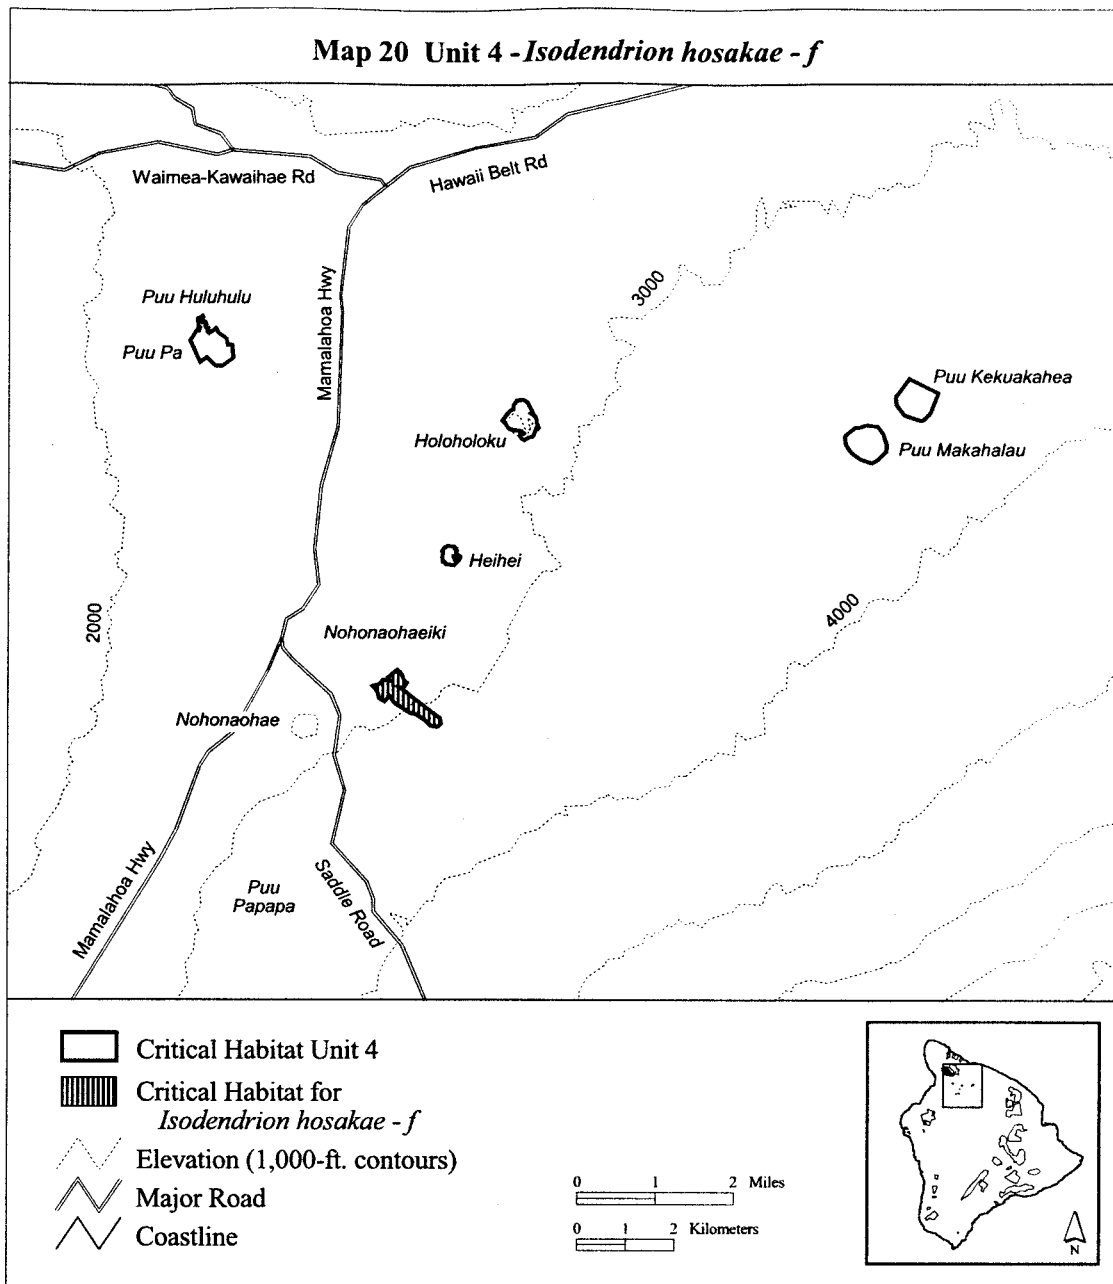 Map 20 Unit 4 - Isodendrion hosakae - f
Waimea-Kawaihae Rd
Hawaii Belt Rd
Mamalahoa Hwy
Puu Huluhulu
Puu Pa
3000
Puu Kekuakahea
Holoholoku
Puu Makahalau
Heihei
2000
4000
Nohonaohaeiki
Nohonaohae
Mamalahoa Hwy
Saddle Road
Puu
Papapa
Critical Habitat Unit 4
Critical Habitat for
Isodendrion hosakae - f
Elevation (1,000-ft. contours)
Major Road
Coastline
0 1 2 Miles
0 1 2 Kilometers
N